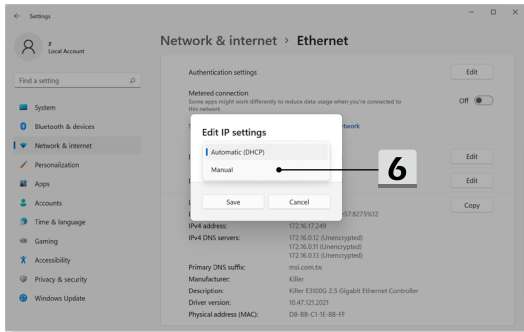 Settings
z
Local Account
Find a setting
System
Bluetooth & devices
Network & internet
Personalization
Apps
Accounts
Time & language
Gaming
Accessibility
Privacy & security
Windows Update
Network & internet > Ethernet
Authentication settings
Edit
Metered connection
Some apps might work differently to reduce data usage when you're connected to
this network
Off
twork
Edit IP settings
Automatic (DHCP)
Manual
6
Edit
Edit
Save
Cancel
Copy
e57:8275%12
IPv4 address: 172.16.17.249
IPv4 DNS servers: 172.16.0.12 (Unencrypted)
172.16.0.11 (Unencrypted)
172.16.0.13 (Unencrypted)
Primary DNS suffix: msi.com.tw
Manufacturer: Killer
Description: Killer E3100G 2.5 Gigabit Ethernet Controller
Driver version: 10.47.121.2021
Physical address (MAC): D8-BB-C1-1E-8B-FF